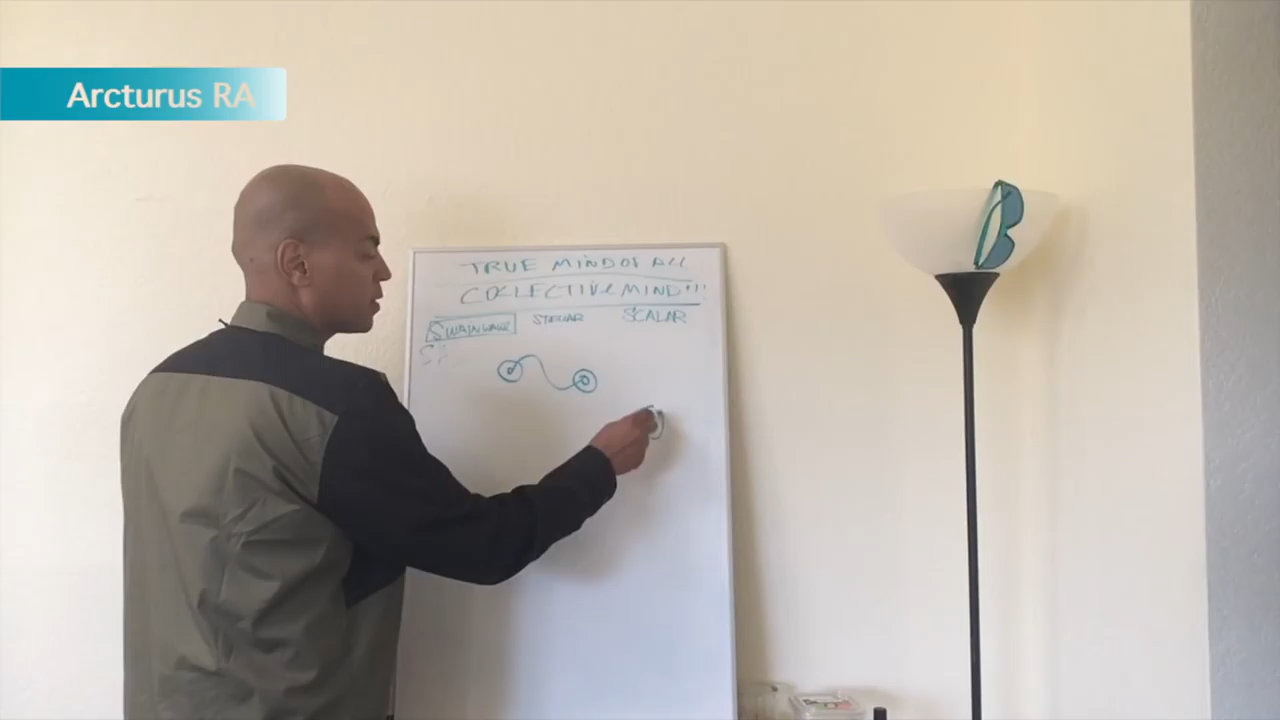 Arcturus RA
TRUE MIND OF ALL
COLLECTIVE MIND!!!
STELLAR SCALAR